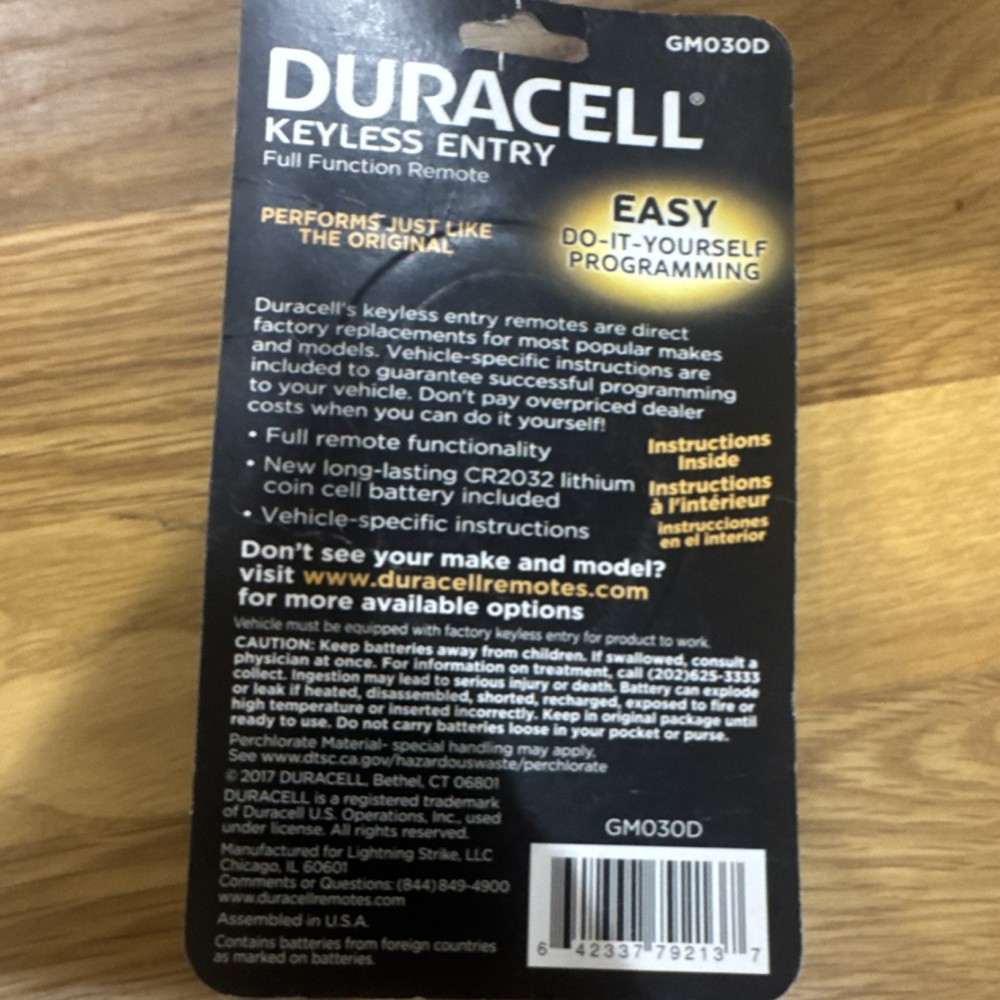 GM030D
DURACELL®
KEYLESS ENTRY
Full Function Remote
PERFORMS JUST LIKE
THE ORIGINAL
EASY
DO-IT-YOURSELF
PROGRAMMING
Duracell's keyless entry remotes are direct
factory replacements for most popular makes
and models. Vehicle-specific instructions are
included to guarantee successful programming
to your vehicle. Don't pay overpriced dealer
costs when you can do it yourself!
• Full remote functionality
• New long-lasting CR2032 lithium
coin cell battery included
• Vehicle-specific instructions
Instructions
Inside
Instructions
à l'intérieur
Instrucciones
en el interior
Don't see your make and model?
visit www.duracellremotes.com
for more available options
Vehicle must be equipped with factory keyless entry for product to work.
CAUTION: Keep batteries away from children. If swallowed, consult a
physician at once. For information on treatment, call (202)625-3333
collect. Ingestion may lead to serious injury or death. Battery can explode
or leak if heated, disassembled, shorted, recharged, exposed to fire or
high temperature or inserted incorrectly. Keep in original package until
ready to use. Do not carry batteries loose in your pocket or purse.
Perchlorate Material- special handling may apply.
See www.dtsc.ca.gov/hazardouswaste/perchlorate
© 2017 DURACELL, Bethel, CT 06801
DURACELL is a registered trademark
of Duracell U.S. Operations, Inc., used
under license. All rights reserved.
Manufactured for Lightning Strike, LLC
Chicago, IL 60601
Comments or Questions: (844) 849-4900
www.duracellremotes.com
Assembled in U.S.A.
Contains batteries from foreign countries
as marked on batteries.
GM030D
6 42337 79213 7